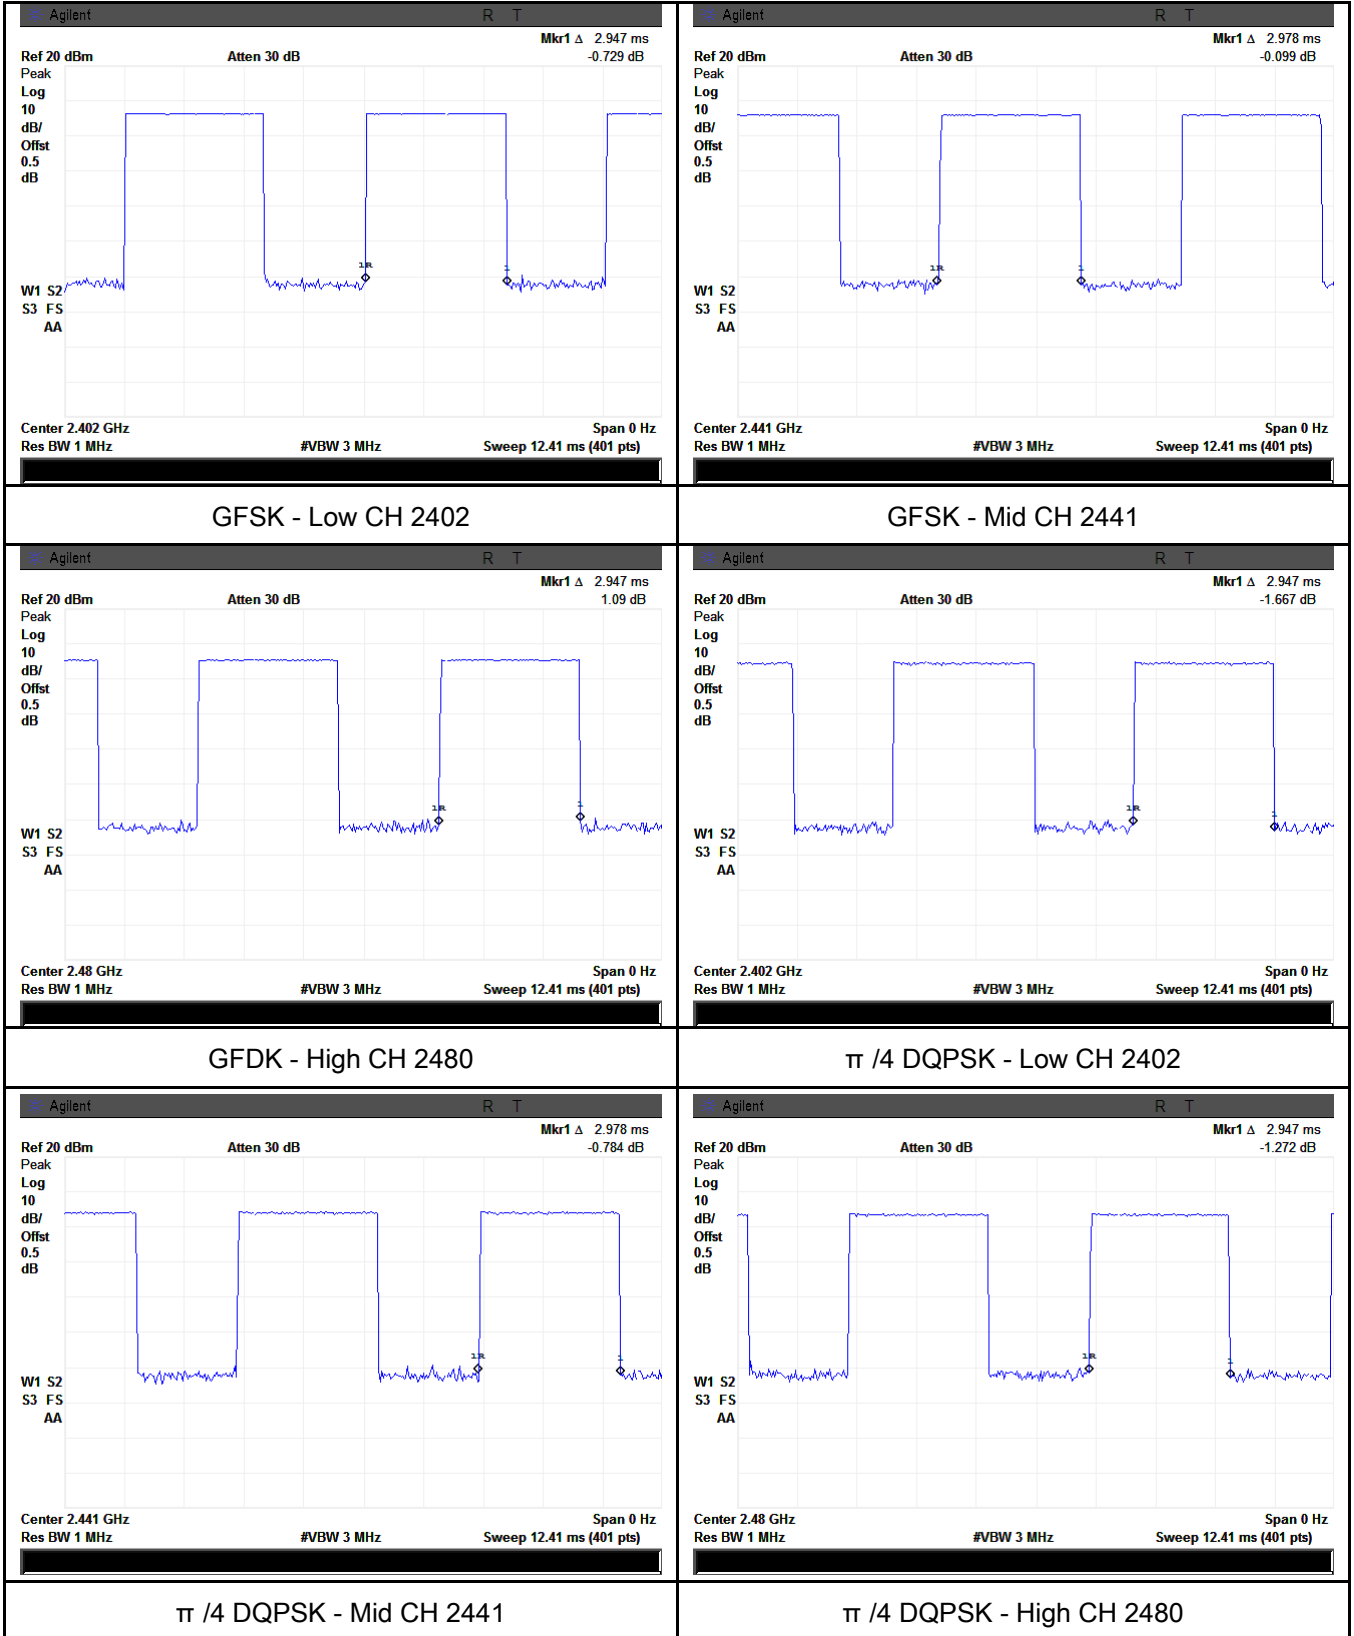 Agilent R T
Mkr1 Δ 2.947 ms
Ref 20 dBm Atten 30 dB -0.729 dB
Peak
Log
10
dB/
Offst
0.5
dB
1R
1
W1 S2
S3 FS
AA
Center 2.402 GHz Span 0 Hz
Res BW 1 MHz #VBW 3 MHz Sweep 12.41 ms (401 pts)
GFSK - Low CH 2402
Agilent R T
Mkr1 Δ 2.978 ms
Ref 20 dBm Atten 30 dB -0.099 dB
Peak
Log
10
dB/
Offst
0.5
dB
1R
1
W1 S2
S3 FS
AA
Center 2.441 GHz Span 0 Hz
Res BW 1 MHz #VBW 3 MHz Sweep 12.41 ms (401 pts)
GFSK - Mid CH 2441
Agilent R T
Mkr1 Δ 2.947 ms
Ref 20 dBm Atten 30 dB 1.09 dB
Peak
Log
10
dB/
Offst
0.5
dB
1R
1
W1 S2
S3 FS
AA
Center 2.48 GHz Span 0 Hz
Res BW 1 MHz #VBW 3 MHz Sweep 12.41 ms (401 pts)
GFDK - High CH 2480
Agilent R T
Mkr1 Δ 2.947 ms
Ref 20 dBm Atten 30 dB -1.667 dB
Peak
Log
10
dB/
Offst
0.5
dB
1R
1
W1 S2
S3 FS
AA
Center 2.402 GHz Span 0 Hz
Res BW 1 MHz #VBW 3 MHz Sweep 12.41 ms (401 pts)
π /4 DQPSK - Low CH 2402
Agilent R T
Mkr1 Δ 2.978 ms
Ref 20 dBm Atten 30 dB -0.784 dB
Peak
Log
10
dB/
Offst
0.5
dB
1R
1
W1 S2
S3 FS
AA
Center 2.441 GHz Span 0 Hz
Res BW 1 MHz #VBW 3 MHz Sweep 12.41 ms (401 pts)
π /4 DQPSK - Mid CH 2441
Agilent R T
Mkr1 Δ 2.947 ms
Ref 20 dBm Atten 30 dB -1.272 dB
Peak
Log
10
dB/
Offst
0.5
dB
1R
1
W1 S2
S3 FS
AA
Center 2.48 GHz Span 0 Hz
Res BW 1 MHz #VBW 3 MHz Sweep 12.41 ms (401 pts)
π /4 DQPSK - High CH 2480